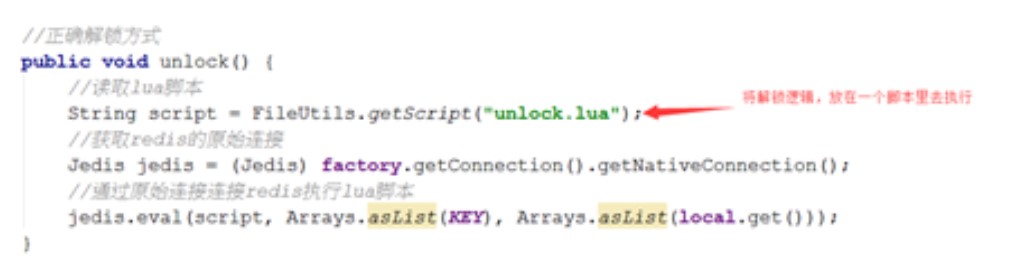 //正确解锁方式
public void unlock() {
//读取lua脚本
String script = FileUtils.getScript("unlock.lua");
将解锁逻辑，放在一个脚本里去执行
//获取redis的原始连接
Jedis jedis = (Jedis) factory.getConnection().getNativeConnection();
//通过原始连接连接redis执行lua脚本
jedis.eval(script, Arrays.asList(KEY), Arrays.asList(local.get()));
}